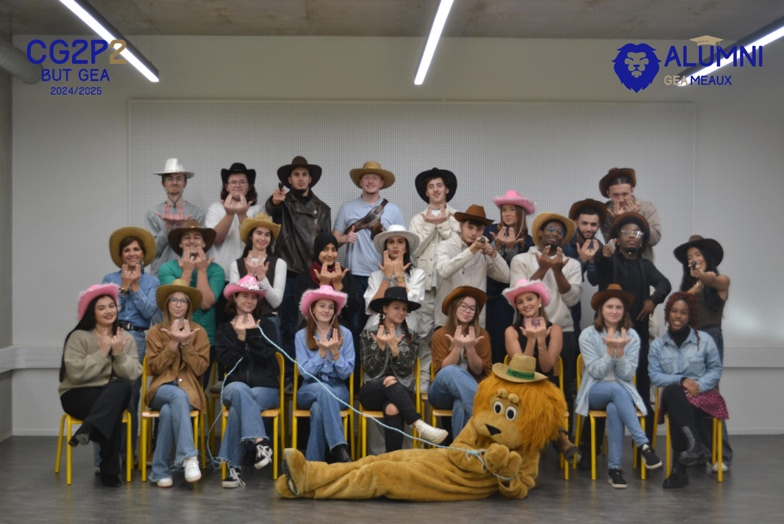 CG2P2
BUT GEA
2024/2025
ALUMNI
GEA MEAUX